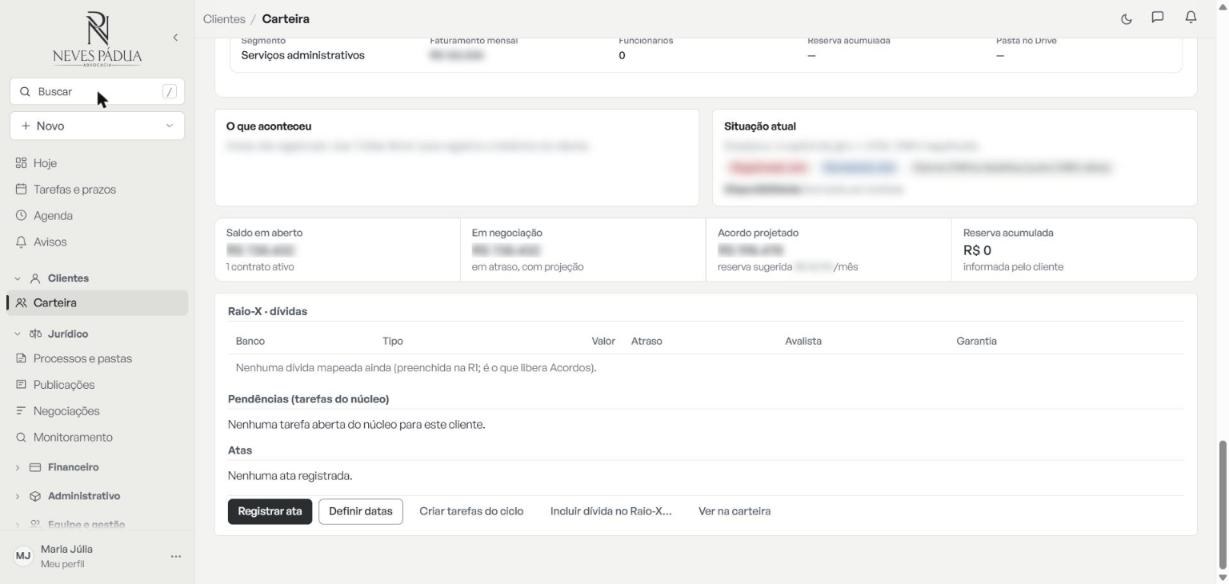 NEVES PÁDUA
ADVOCACIA
Buscar /
Novo
Hoje
Tarefas e prazos
Agenda
Avisos
Clientes
Carteira
Jurídico
Processos e pastas
Publicações
Negociações
Monitoramento
Financeiro
Administrativo
Equipe e gestão
MJ
Maria Júlia
Meu perfil
Clientes / Carteira
Segmento Faturamento mensal Funcionários Reserva acumulada Pasta no Drive
Serviços administrativos 0 — —
O que aconteceu
Situação atual
Saldo em aberto
1 contrato ativo
Em negociação
em atraso, com projeção
Acordo projetado
reserva sugerida /mês
Reserva acumulada
R$ 0
informada pelo cliente
Raio-X · dívidas
Banco Tipo Valor Atraso Avalista Garantia
Nenhuma dívida mapeada ainda (preenchida na R1; é o que libera Acordos).
Pendências (tarefas do núcleo)
Nenhuma tarefa aberta do núcleo para este cliente.
Atas
Nenhuma ata registrada.
Registrar ata Definir datas Criar tarefas do ciclo Incluir dívida no Raio-X... Ver na carteira